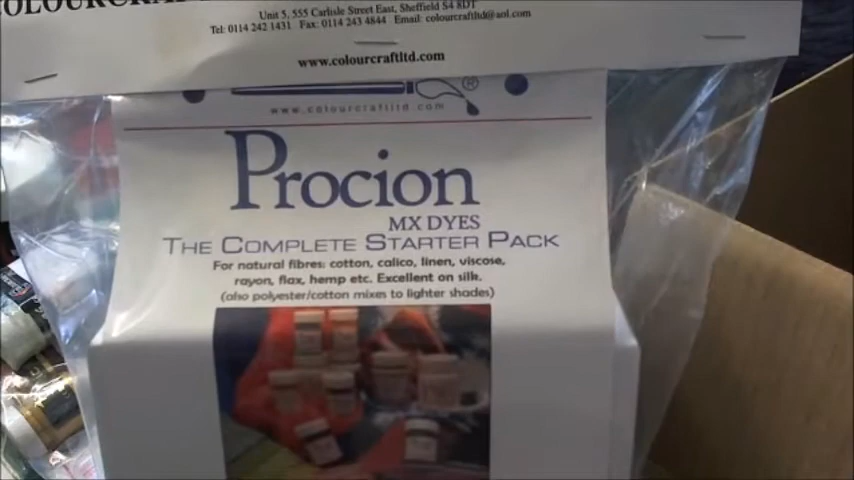 Unit 5, 555 Carlisle Street East, Sheffield S4 8DT
Tel: 0114 242 1431 Fax: 0114 243 4844 Email: colourcraftltd@aol.com
www.colourcraftltd.com
www.colourcraftltd.com ®
Procion
MX DYES
THE COMPLETE STARTER PACK
For natural fibres: cotton, calico, linen, viscose,
rayon, flax, hemp etc. Excellent on silk.
(also polyester/cotton mixes to lighter shades)